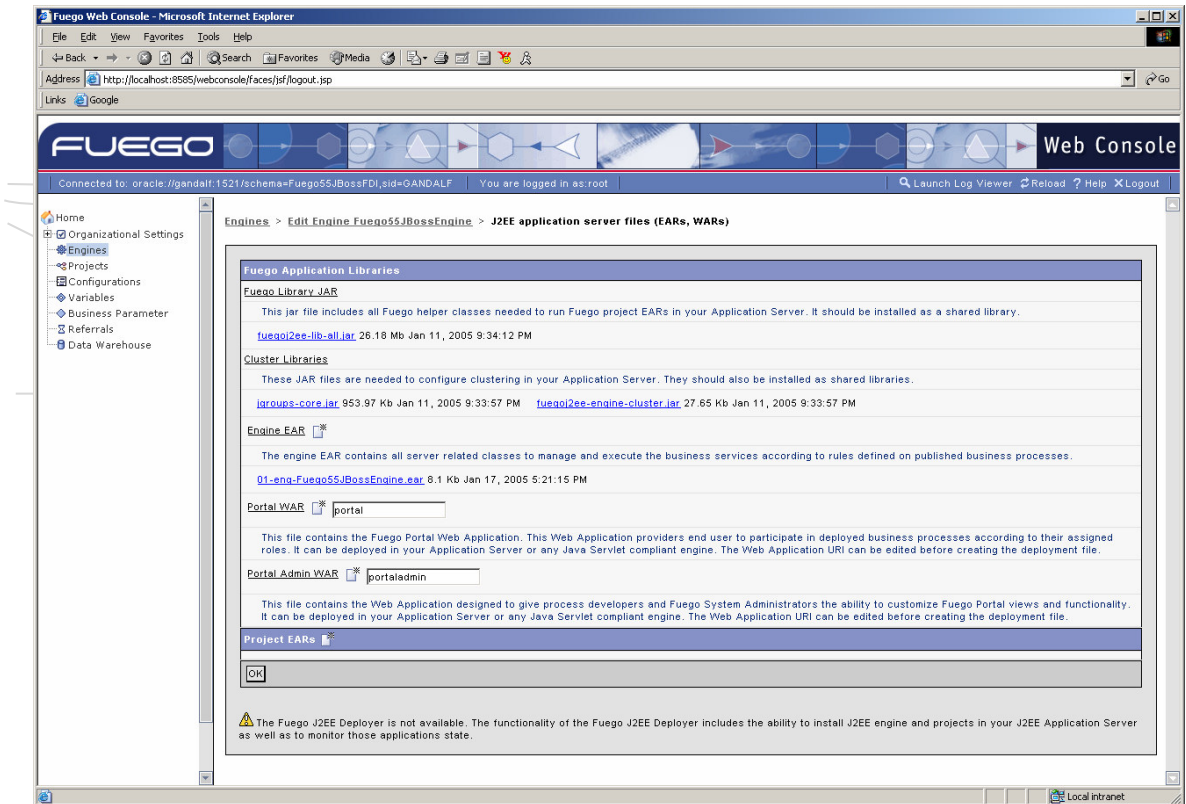 Fuego Web Console - Microsoft Internet Explorer
File Edit View Favorites Tools Help
Back Search Favorites Media
Address http://localhost:8585/webconsole/faces/jsf/logout.jsp Go
Links Google
FUEGO Web Console
Connected to: oracle://gandalf:1521/schema=Fuego55JBossFDI,sid=GANDALF You are logged in as:root Launch Log Viewer Reload ? Help Logout
Home
Organizational Settings
Engines
Projects
Configurations
Variables
Business Parameter
Referrals
Data Warehouse
Engines > Edit Engine Fuego55JBossEngine > J2EE application server files (EARs, WARs)
Fuego Application Libraries
Fuego Library JAR
This jar file includes all Fuego helper classes needed to run Fuego project EARs in your Application Server. It should be installed as a shared library.
fuegoj2ee-lib-all.jar 26.18 Mb Jan 11, 2005 9:34:12 PM
Cluster Libraries
These JAR files are needed to configure clustering in your Application Server. They should also be installed as shared libraries.
jgroups-core.jar 953.97 Kb Jan 11, 2005 9:33:57 PM fuegoj2ee-engine-cluster.jar 27.65 Kb Jan 11, 2005 9:33:57 PM
Engine EAR
The engine EAR contains all server related classes to manage and execute the business services according to rules defined on published business processes.
01-eng-Fuego55JBossEngine.ear 8.1 Kb Jan 17, 2005 5:21:15 PM
Portal WAR portal
This file contains the Fuego Portal Web Application. This Web Application providers end user to participate in deployed business processes according to their assigned
roles. It can be deployed in your Application Server or any Java Servlet compliant engine. The Web Application URI can be edited before creating the deployment file.
Portal Admin WAR portaladmin
This file contains the Web Application designed to give process developers and Fuego System Administrators the ability to customize Fuego Portal views and functionality.
It can be deployed in your Application Server or any Java Servlet compliant engine. The Web Application URI can be edited before creating the deployment file.
Project EARs
OK
The Fuego J2EE Deployer is not available. The functionality of the Fuego J2EE Deployer includes the ability to install J2EE engine and projects in your J2EE Application Server
as well as to monitor those applications state.
Local intranet